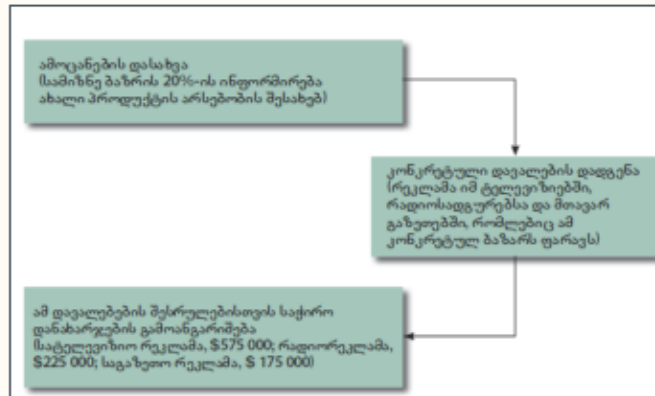 ამოცანების დასახვა
(სამიზნე ბაზრის 20%-ის ინფორმირება
ახალი პროდუქტის არსებობის შესახებ)
კონკრეტული დავალების დადგენა
(რეკლამა იმ ტელევიზიებში,
რადიოსადგურებსა და მთავარ
გაზეთებში, რომლებიც ამ
კონკრეტულ ბაზარს ფარავს)
ამ დავალებების შესრულებისთვის საჭირო
დანახარჯების გამოანგარიშება
(სატელევიზიო რეკლამა, $575 000; რადიორეკლამა,
$225 000; საგაზეთო რეკლამა, $ 175 000)